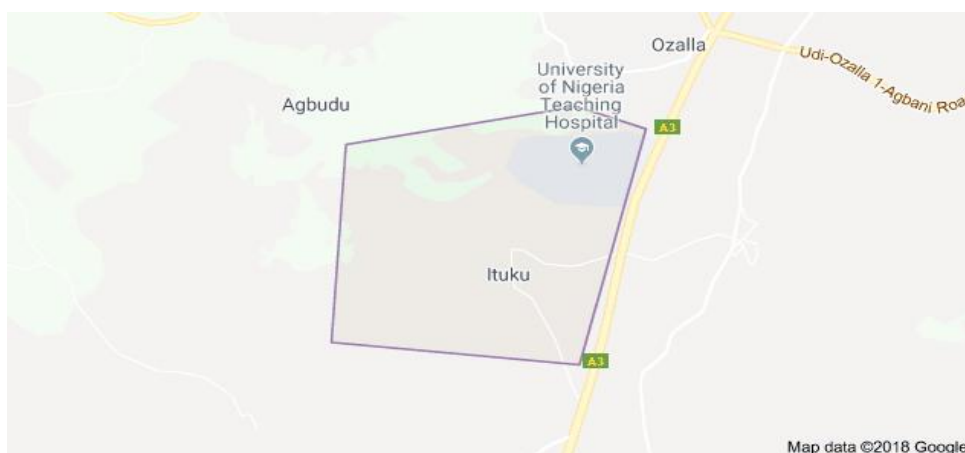 Ozalla
Udi-Ozalla 1-Agbani Roa
University
of Nigeria
Teaching
Hospital
Agbudu
A3
Ituku
A3
Map data ©2018 Google